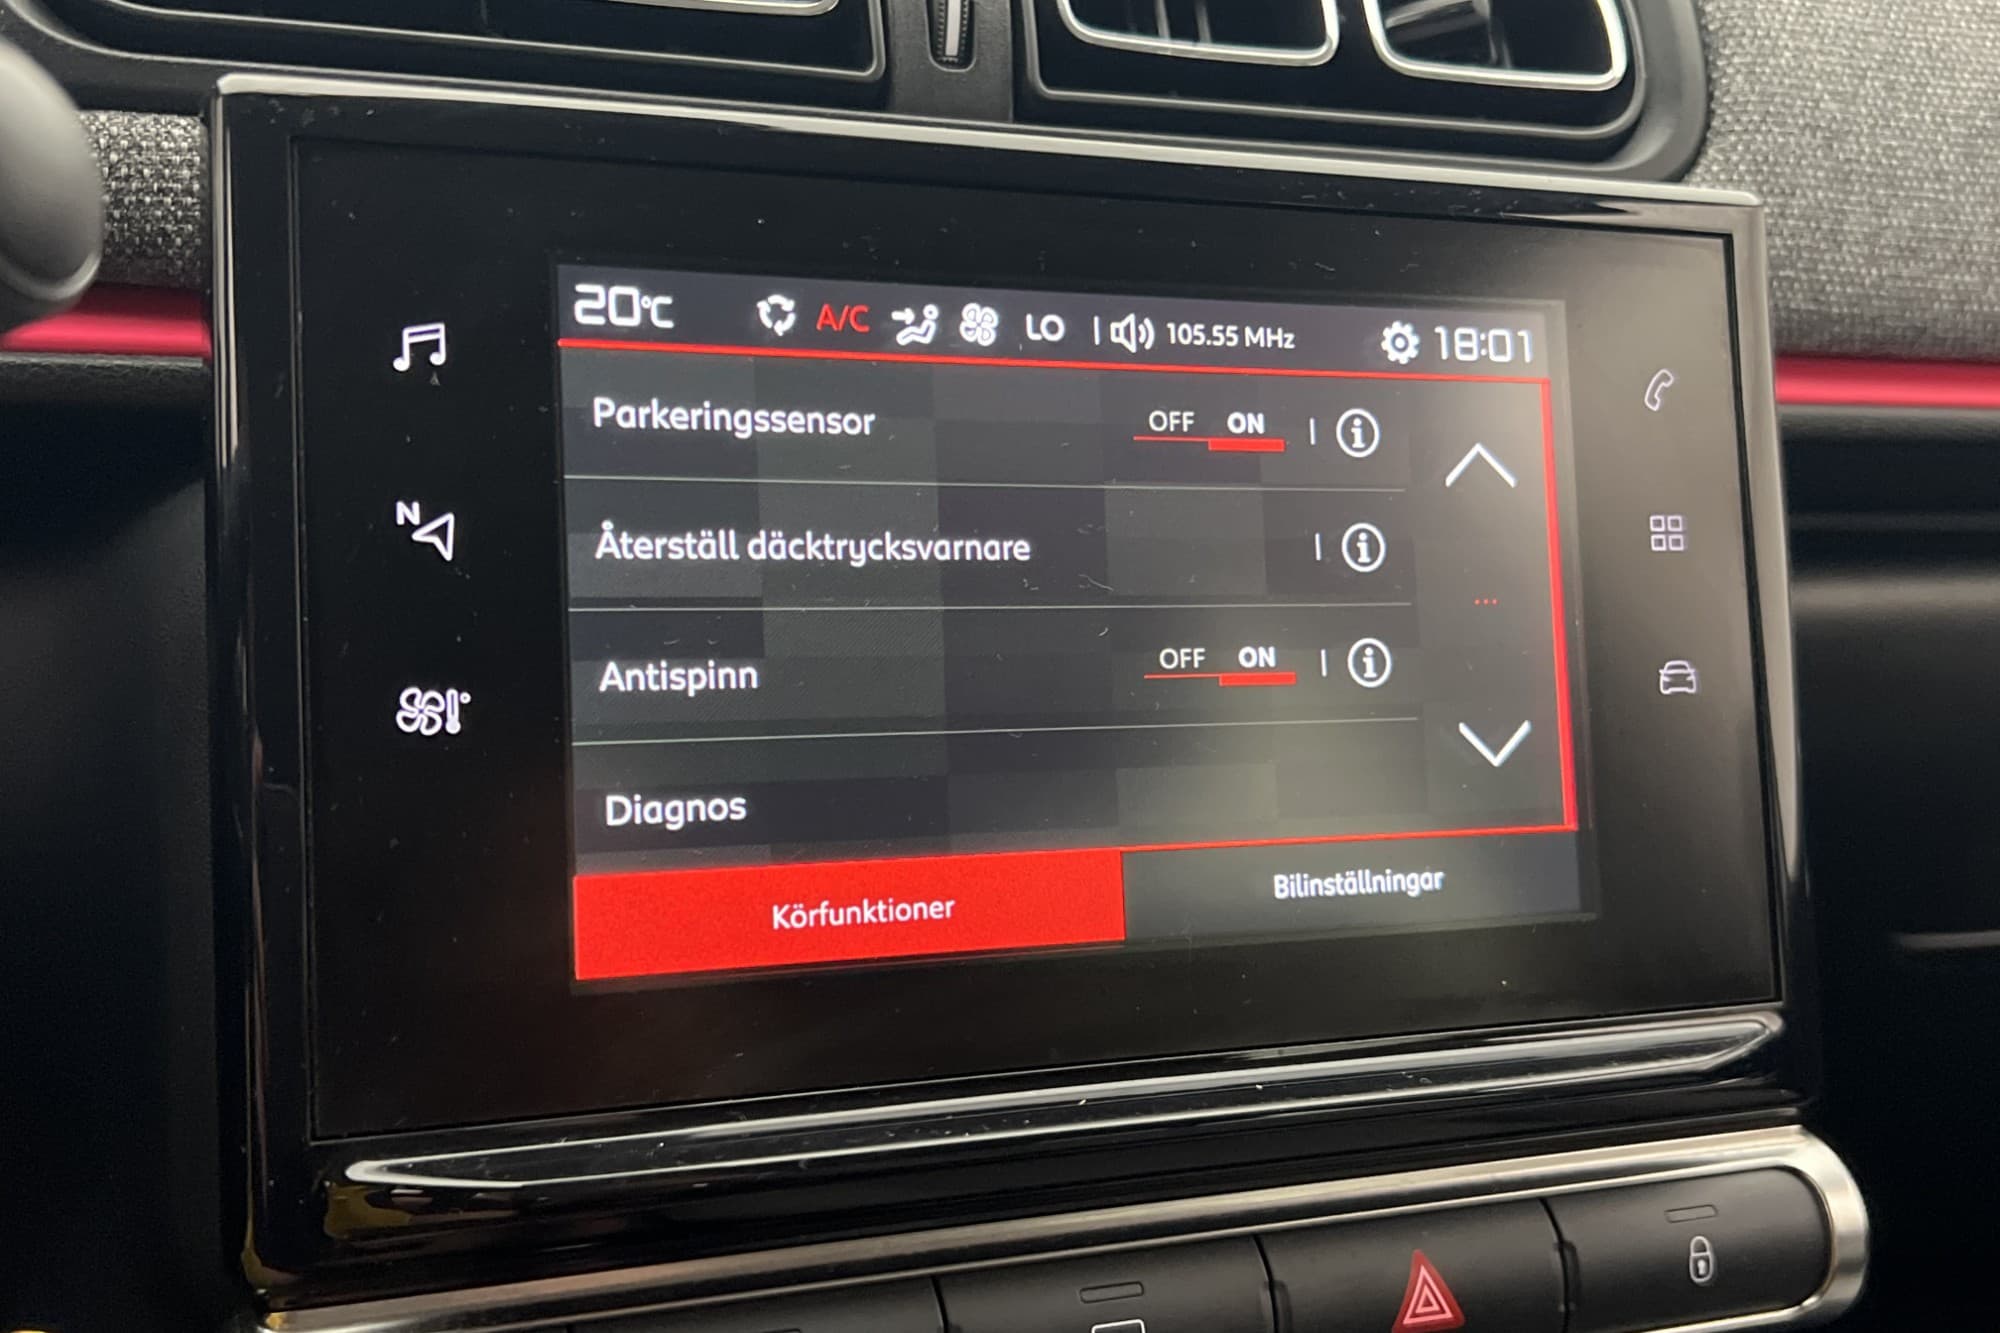 20°C A/C LO 105.55 MHz 18:01
Parkeringssensor OFF ON
Återställ däcktrycksvarnare
Antispinn OFF ON
Diagnos
Körfunktioner Bilinställningar
N